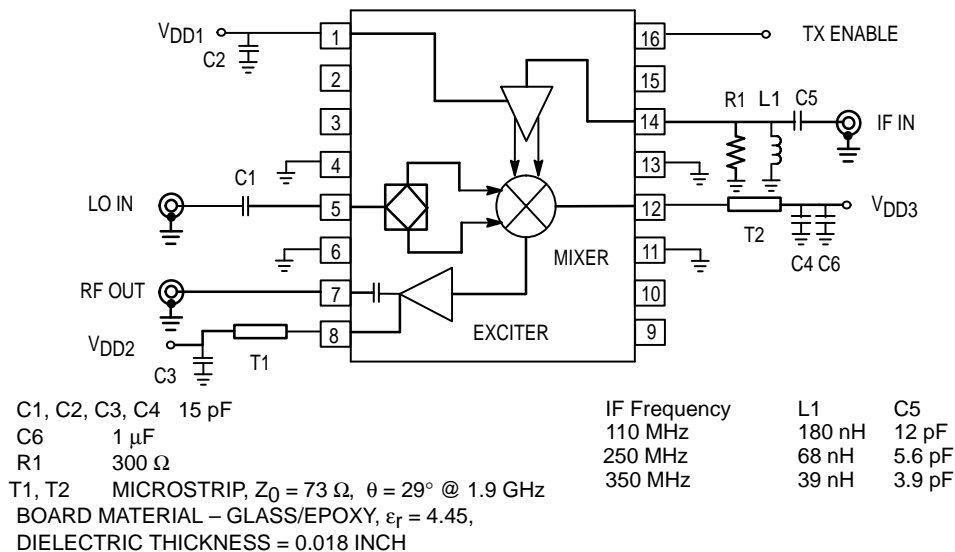 VDD1
C2
1
2
3
4
5
6
7
8
16
15
14
13
12
11
10
9
TX ENABLE
R1
L1
C5
IF IN
C1
LO IN
RF OUT
MIXER
EXCITER
T2
VDD3
C4 C6
VDD2
C3
T1
C1, C2, C3, C4 15 pF
C6 1 μF
R1 300 Ω
T1, T2 MICROSTRIP, Z0 = 73 Ω, θ = 29° @ 1.9 GHz
BOARD MATERIAL – GLASS/EPOXY, εr = 4.45,
DIELECTRIC THICKNESS = 0.018 INCH
IF Frequency L1 C5
110 MHz 180 nH 12 pF
250 MHz 68 nH 5.6 pF
350 MHz 39 nH 3.9 pF